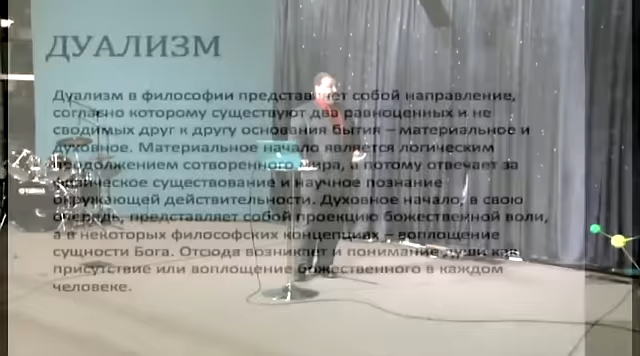 ДУАЛИЗМ
Дуализм в философии представляет собой направление,
согласно которому существуют два равноценных и не
сводимых друг к другу основания бытия – материальное и
духовное. Материальное начало является логическим
продолжением сотворенного мира, а потому отвечает за
физическое существование и научное познание
окружающей действительности. Духовное начало, в свою
очередь, представляет собой проекцию божественной воли,
а в некоторых философских концепциях – воплощение
сущности Бога. Отсюда возникает и понимание души как
присутствие или воплощение божественного в каждом
человеке.